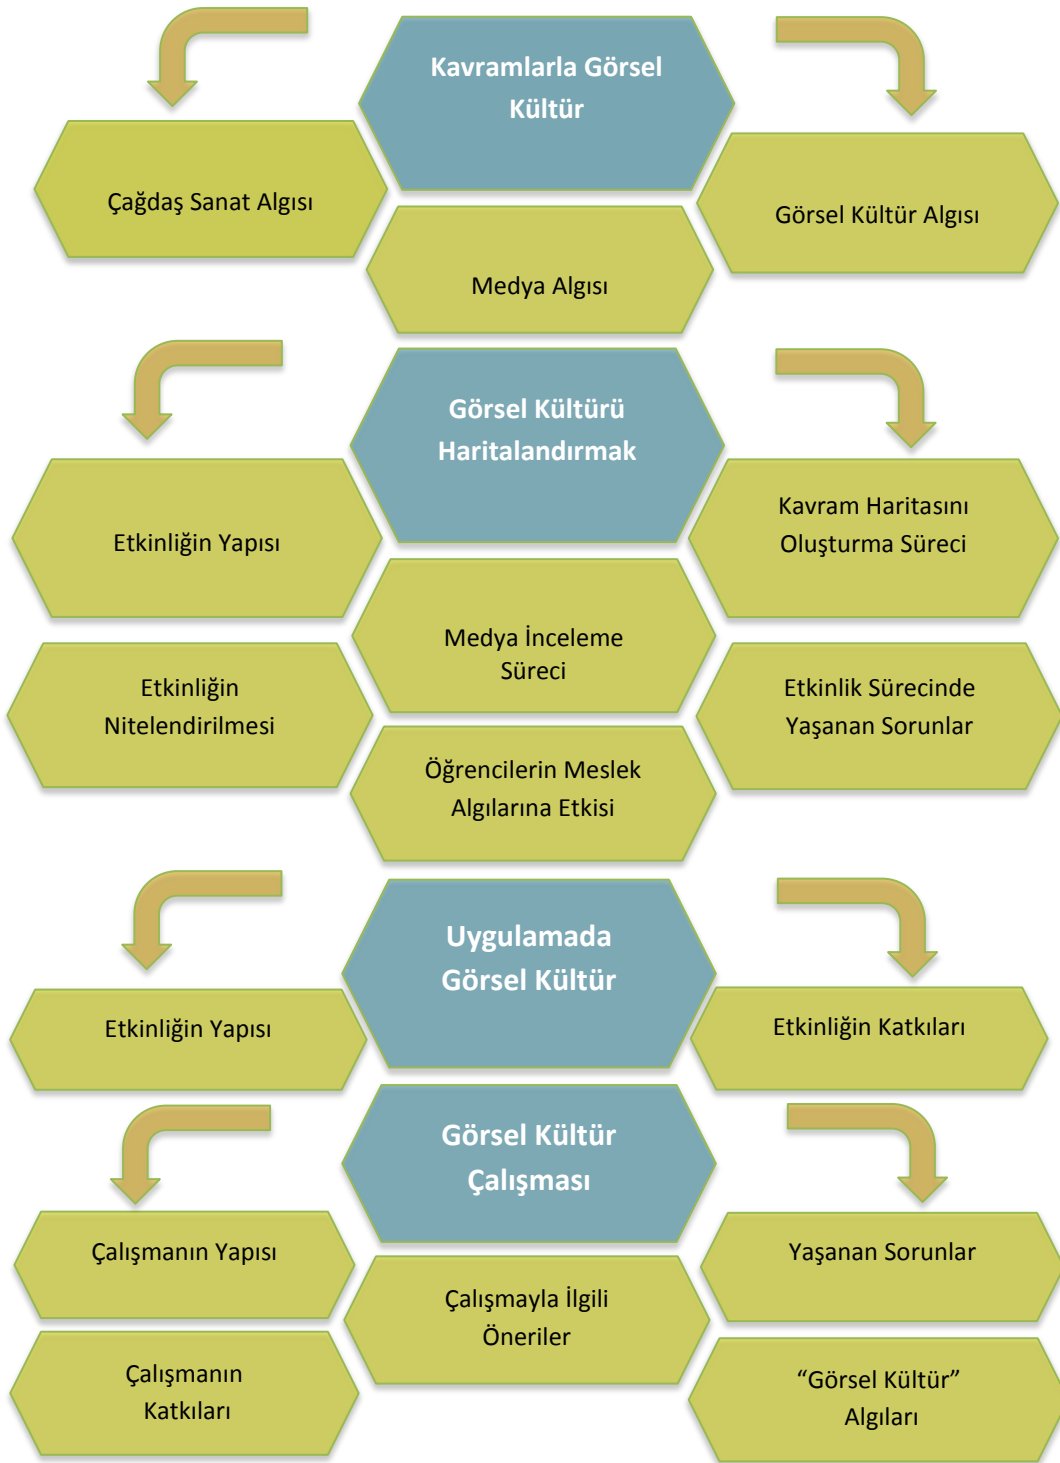 Kavramlarla Görsel
Kültür
Çağdaş Sanat Algısı
Görsel Kültür Algısı
Medya Algısı
Görsel Kültürü
Haritalandırmak
Etkinliğin Yapısı
Kavram Haritasını
Oluşturma Süreci
Medya İnceleme
Süreci
Etkinliğin
Nitelendirilmesi
Etkinlik Sürecinde
Yaşanan Sorunlar
Öğrencilerin Meslek
Algılarına Etkisi
Uygulamada
Görsel Kültür
Etkinliğin Yapısı
Etkinliğin Katkıları
Görsel Kültür
Çalışması
Çalışmanın Yapısı
Yaşanan Sorunlar
Çalışmayla İlgili
Öneriler
Çalışmanın
Katkıları
“Görsel Kültür”
Algıları